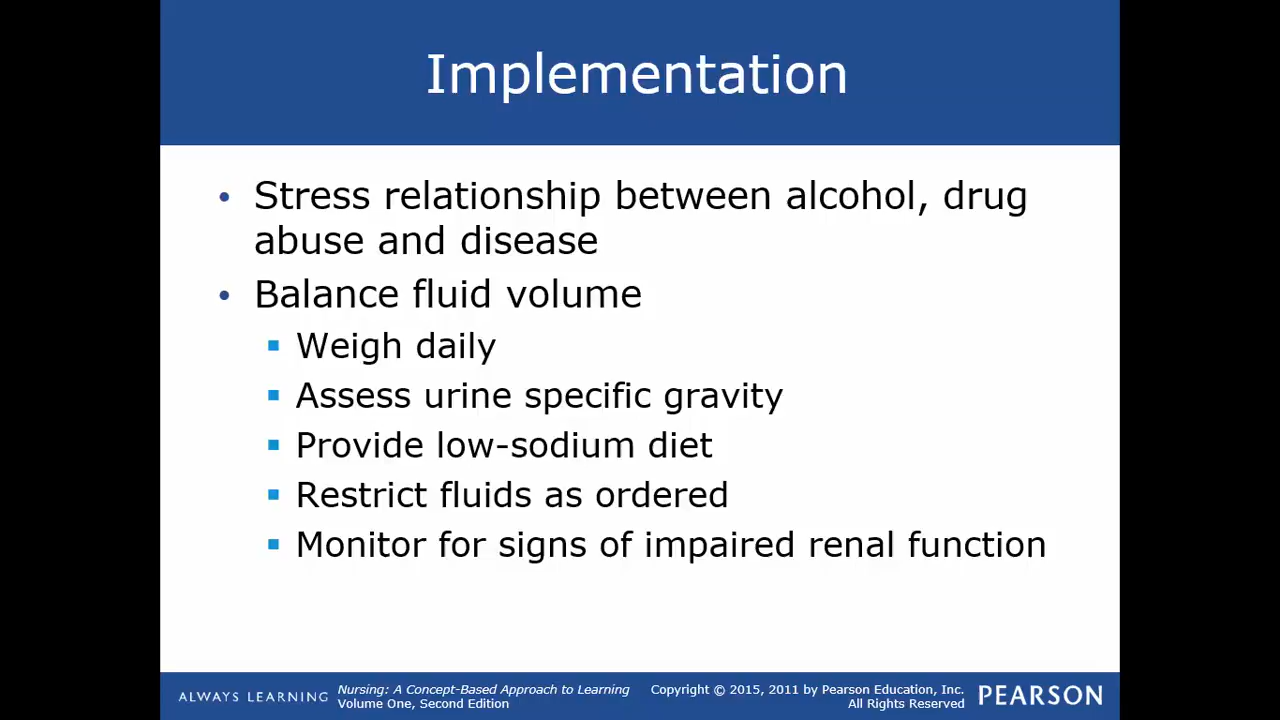 Implementation
• Stress relationship between alcohol, drug
abuse and disease
• Balance fluid volume
▪ Weigh daily
▪ Assess urine specific gravity
▪ Provide low-sodium diet
▪ Restrict fluids as ordered
▪ Monitor for signs of impaired renal function
ALWAYS LEARNING
Nursing: A Concept-Based Approach to Learning
Volume One, Second Edition
Copyright © 2015, 2011 by Pearson Education, Inc.
All Rights Reserved
PEARSON